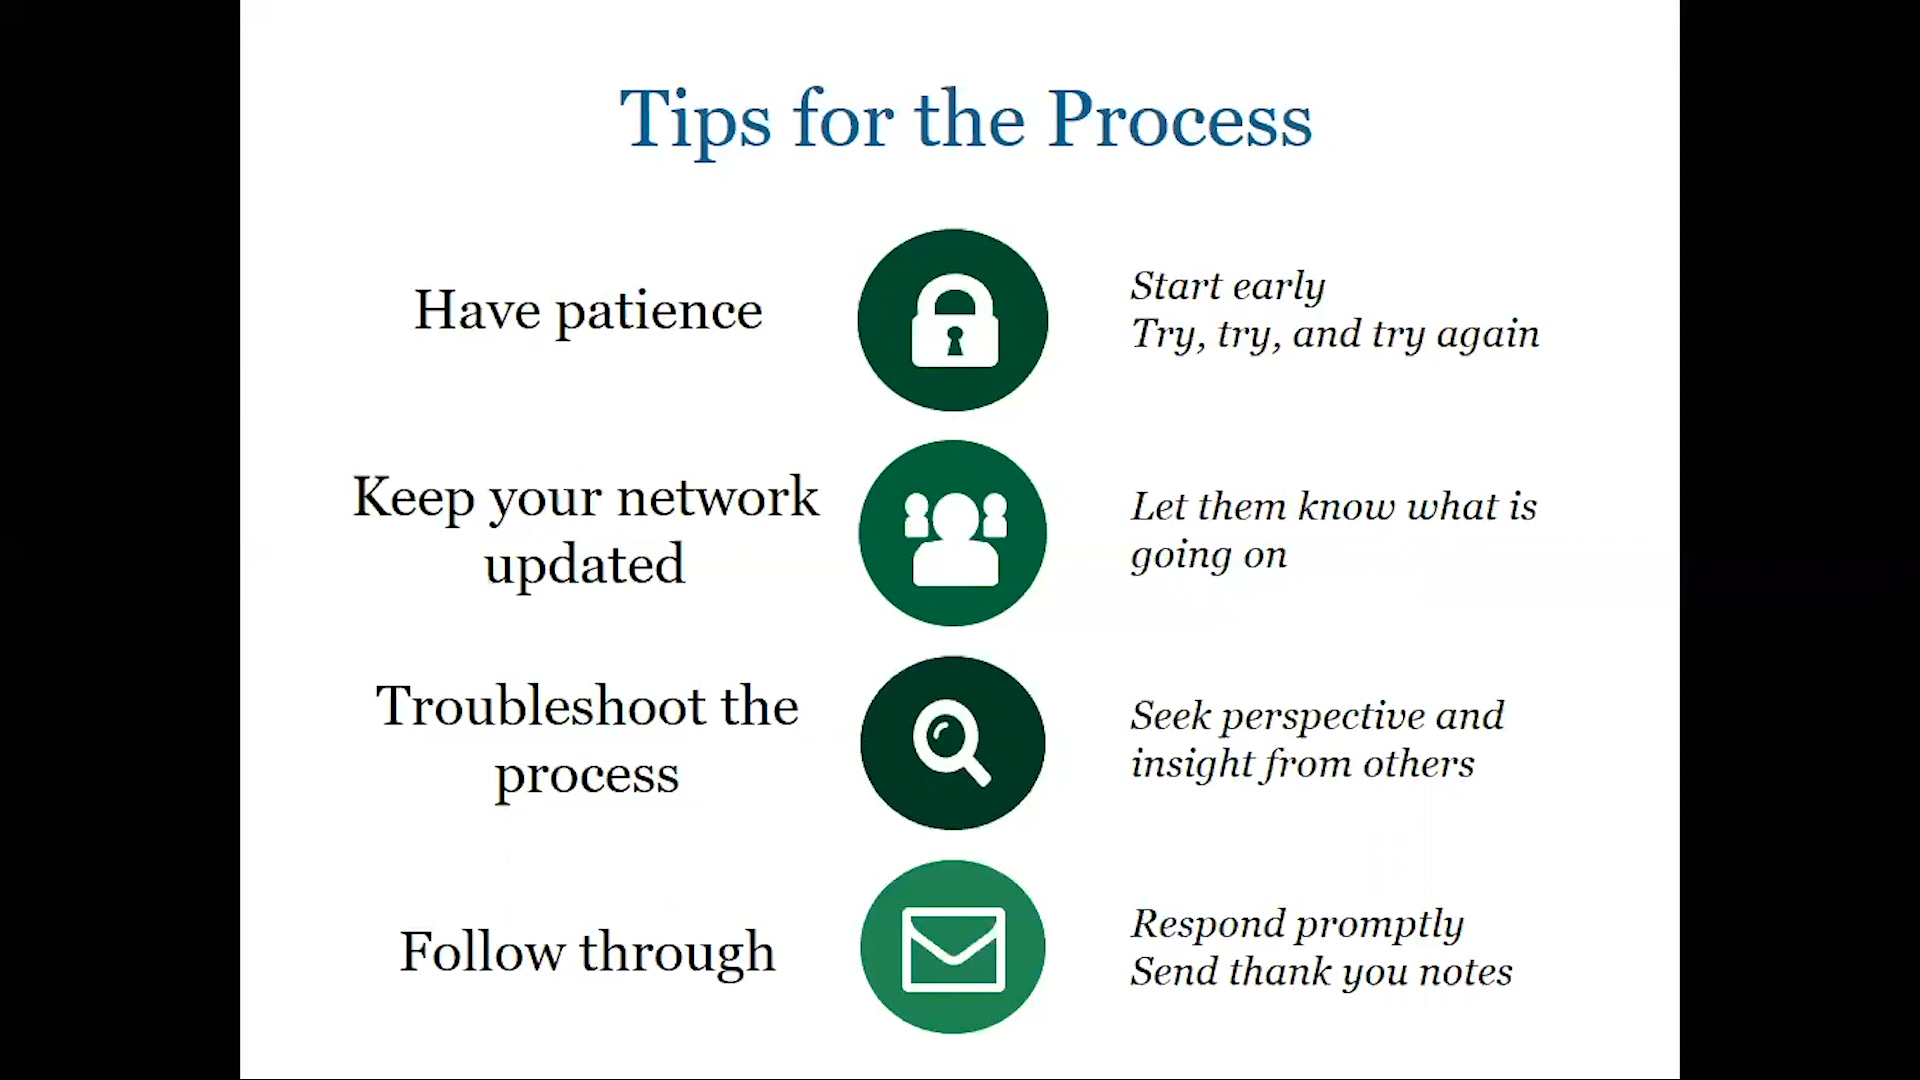 Tips for the Process
Have patience
Start early
Try, try, and try again
Keep your network
updated
Let them know what is
going on
Troubleshoot the
process
Seek perspective and
insight from others
Follow through
Respond promptly
Send thank you notes